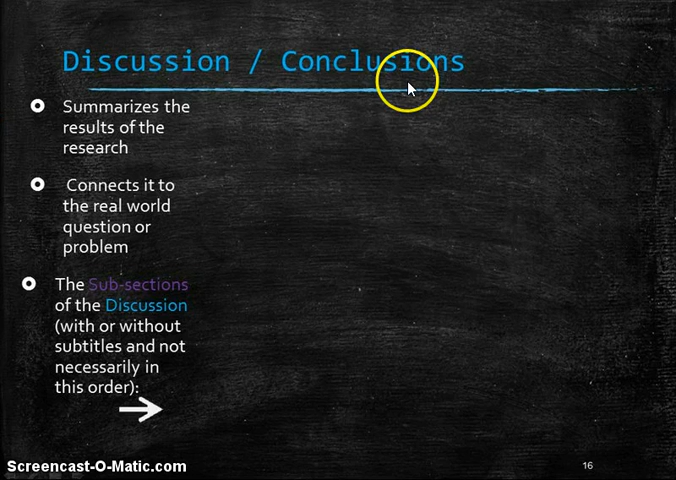 Discussion / Conclusions
Summarizes the
results of the
research
Connects it to
the real world
question or
problem
The Sub-sections
of the Discussion
(with or without
subtitles and not
necessarily in
this order):
16
Screencast-O-Matic.com